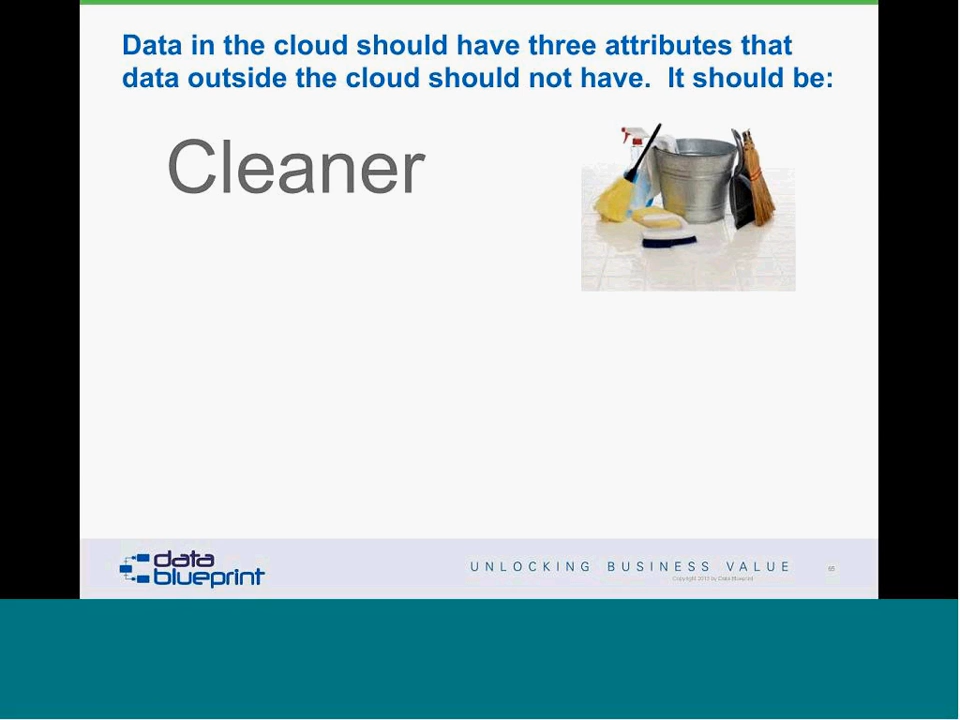 Data in the cloud should have three attributes that
data outside the cloud should not have.  It should be:
Cleaner
data
blueprint
UNLOCKING BUSINESS VALUE
65